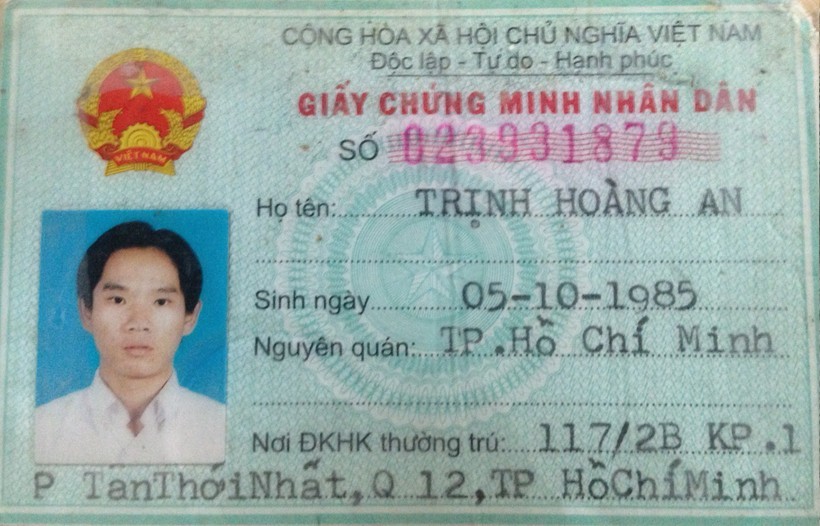 CỘNG HÒA XÃ HỘI CHỦ NGHĨA VIỆT NAM
Độc lập - Tự do - Hạnh phúc
GIẤY CHỨNG MINH NHÂN DÂN
SỐ 023931879
VIỆT NAM
Họ tên: TRỊNH HOÀNG AN
Sinh ngày 05-10-1985
Nguyên quán: TP.Hồ Chí Minh
Nơi ĐKHK thường trú: 117/2B KP.1
P TânThớiNhất,Q 12,TP HồChíMinh